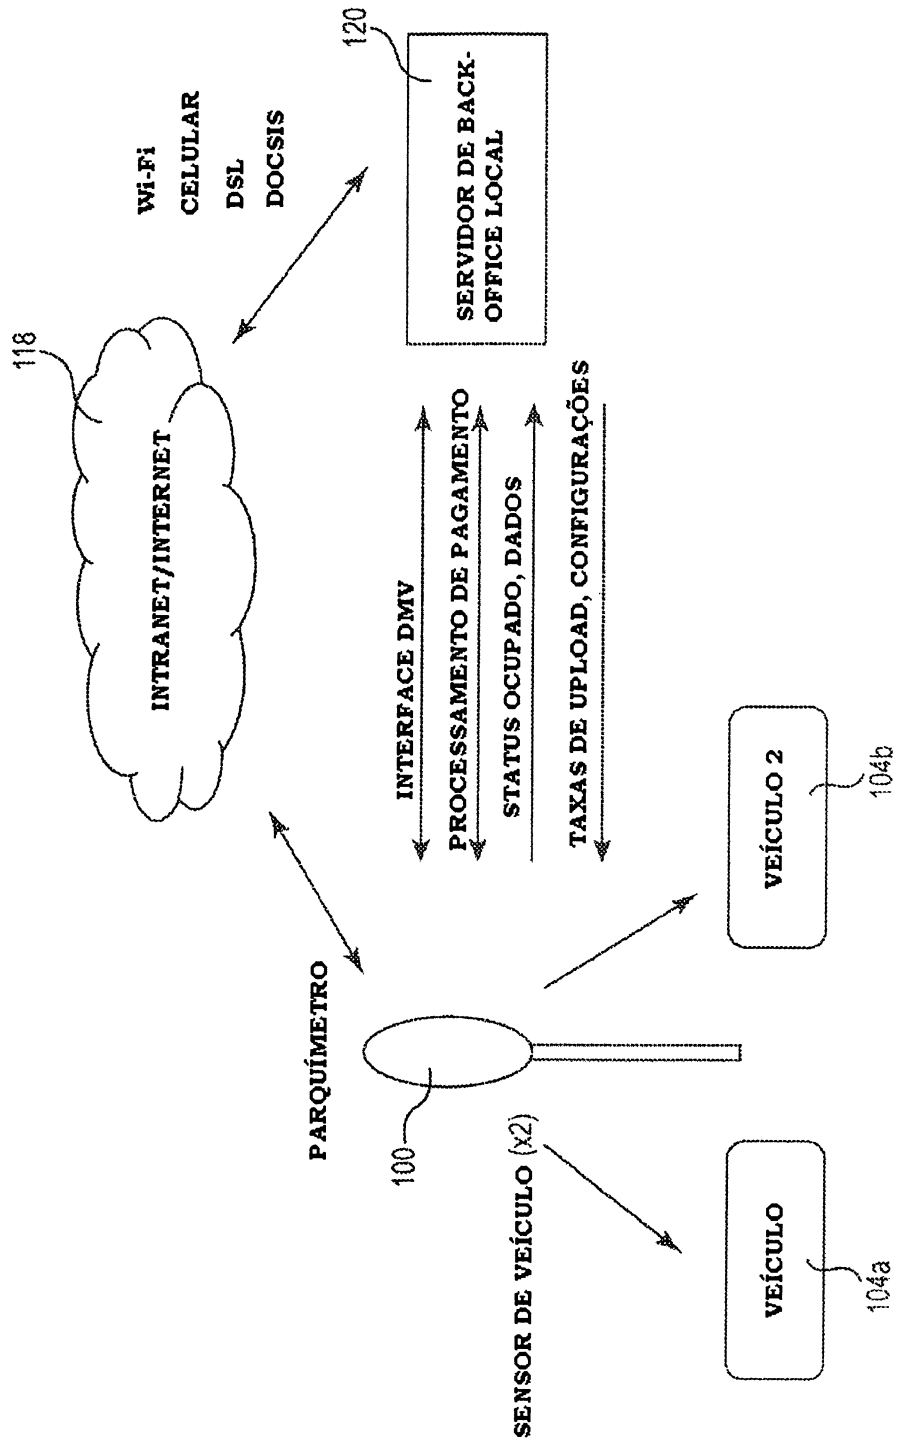 118
INTRANET/INTERNET
Wi-Fi
CELULAR
DSL
DOCSIS
120
SERVIDOR DE BACK-
OFFICE LOCAL
PARQUÍMETRO
100
INTERFACE DMV
PROCESSAMENTO DE PAGAMENTO
STATUS OCUPADO, DADOS
TAXAS DE UPLOAD, CONFIGURAÇÕES
SENSOR DE VEÍCULO (x2)
VEÍCULO
104a
VEÍCULO 2
104b